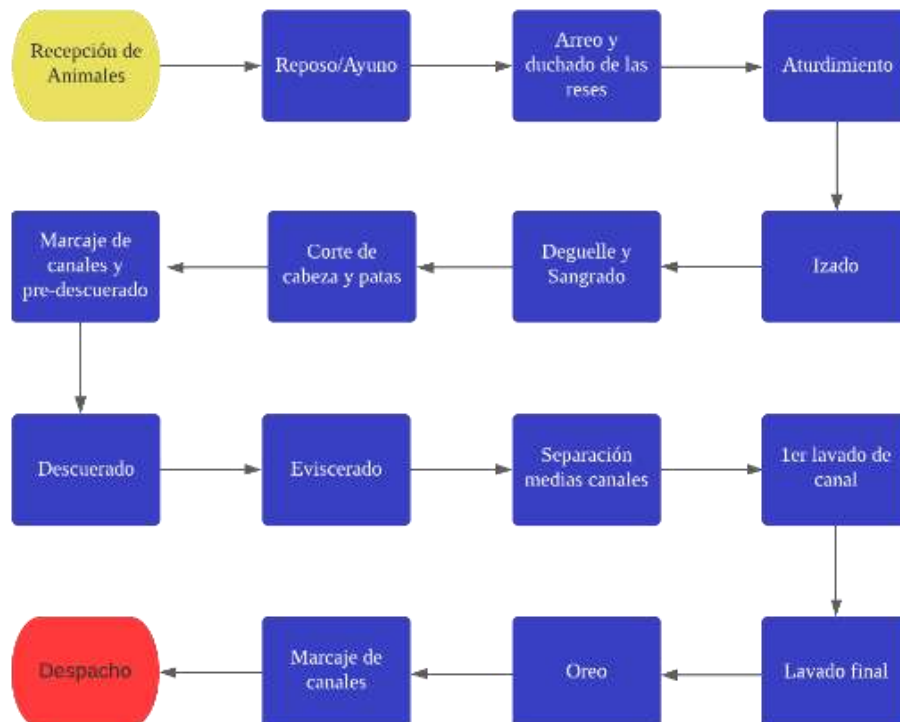 Recepción de
Animales
Reposo/Ayuno
Arreo y
duchado de las
reses
Aturdimiento
Izado
Deguelle y
Sangrado
Corte de
cabeza y patas
Marcaje de
canales y
pre-descuerado
Descuerado
Eviscerado
Separación
medias canales
1er lavado de
canal
Lavado final
Oreo
Marcaje de
canales
Despacho